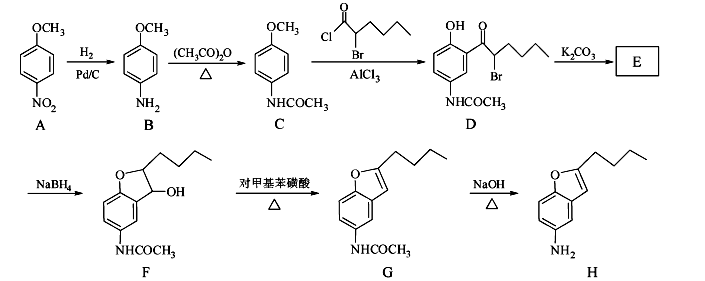 OCH₃
NO₂
A
H₂
Pd/C
OCH₃
NH₂
B
(CH₃CO)₂O
△
OCH₃
NHCOCH₃
C
O
Cl
Br
AlCl₃
OH
O
Br
NHCOCH₃
D
K₂CO₃
E
NaBH₄
O
OH
NHCOCH₃
F
对甲基苯磺酸
△
O
NHCOCH₃
G
NaOH
△
O
NH₂
H